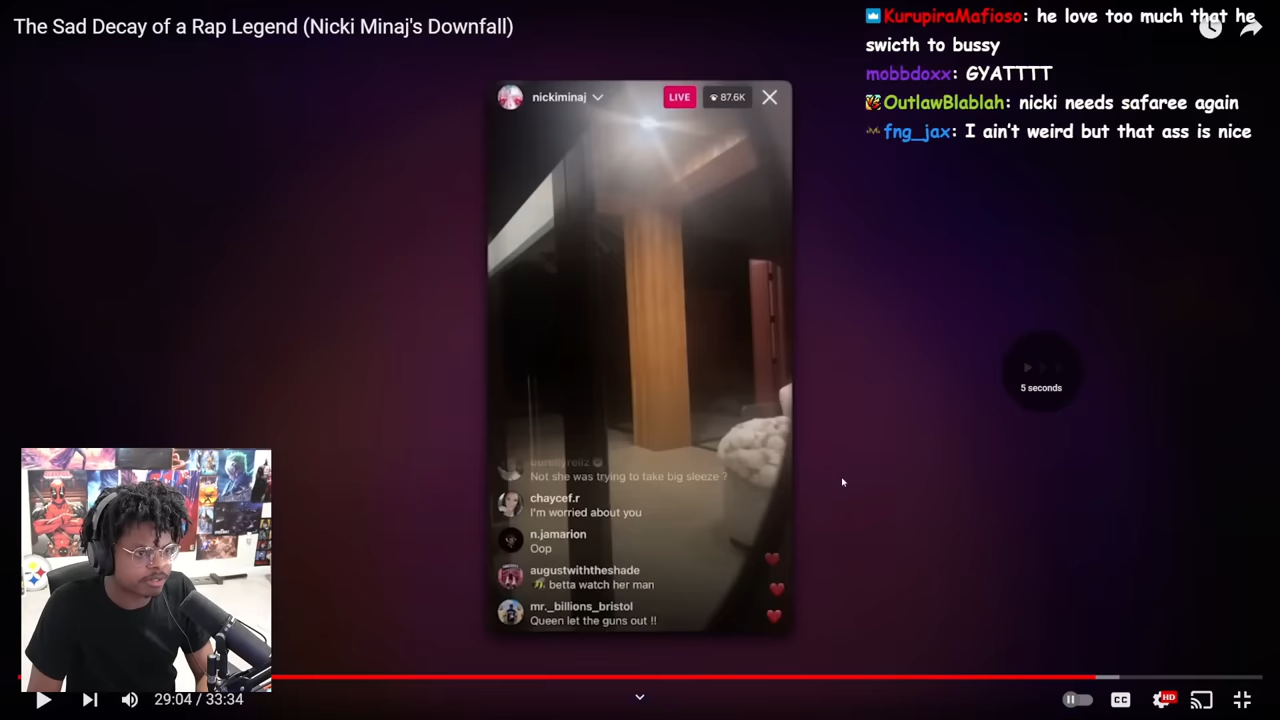 The Sad Decay of a Rap Legend (Nicki Minaj's Downfall)
KurupiraMafioso: he love too much that he
swicth to bussy
mobbdoxx: GYATTTT
OutlawBlablah: nicki needs safaree again
fng_jax: I ain't weird but that ass is nice
nickiminaj
LIVE
87.6K
5 seconds
Not she was trying to take big sleeze ?
chaycef.r
I'm worried about you
n.jamarion
Oop
augustwiththeshade
betta watch her man
mr._billions_bristol
Queen let the guns out !!
29:04 / 33:34
CC
HD